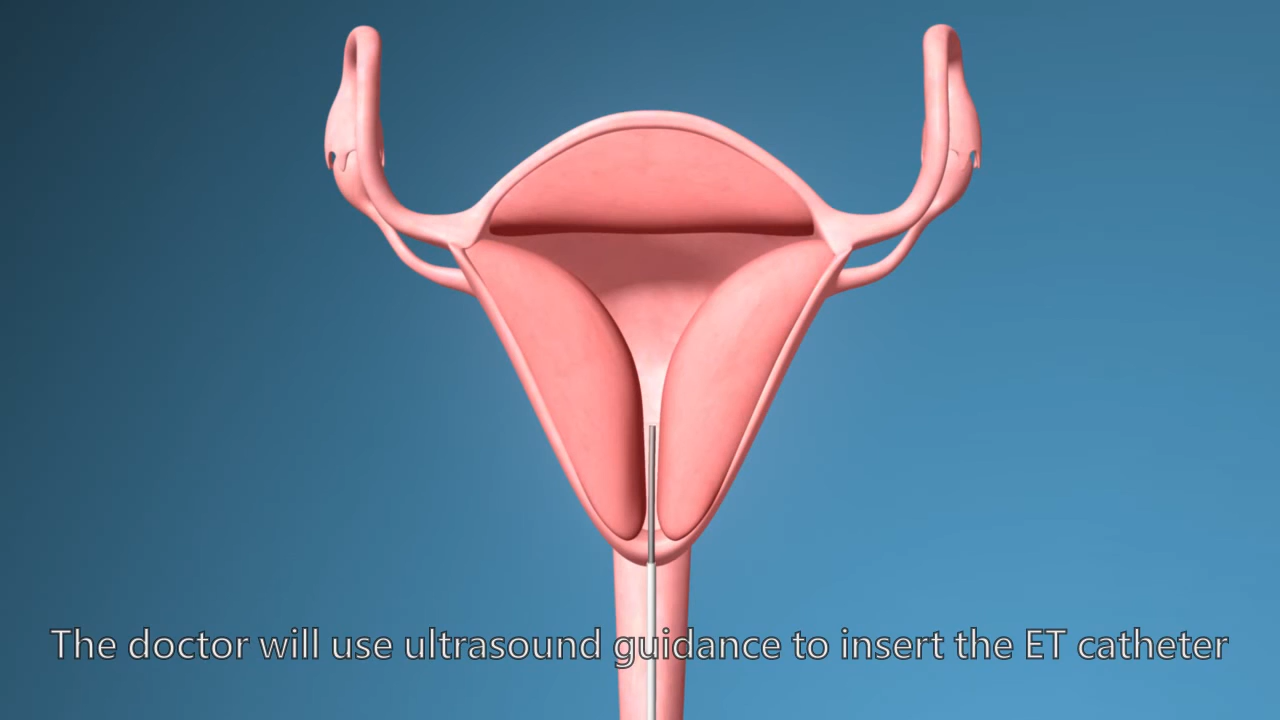 The doctor will use ultrasound guidance to insert the ET catheter